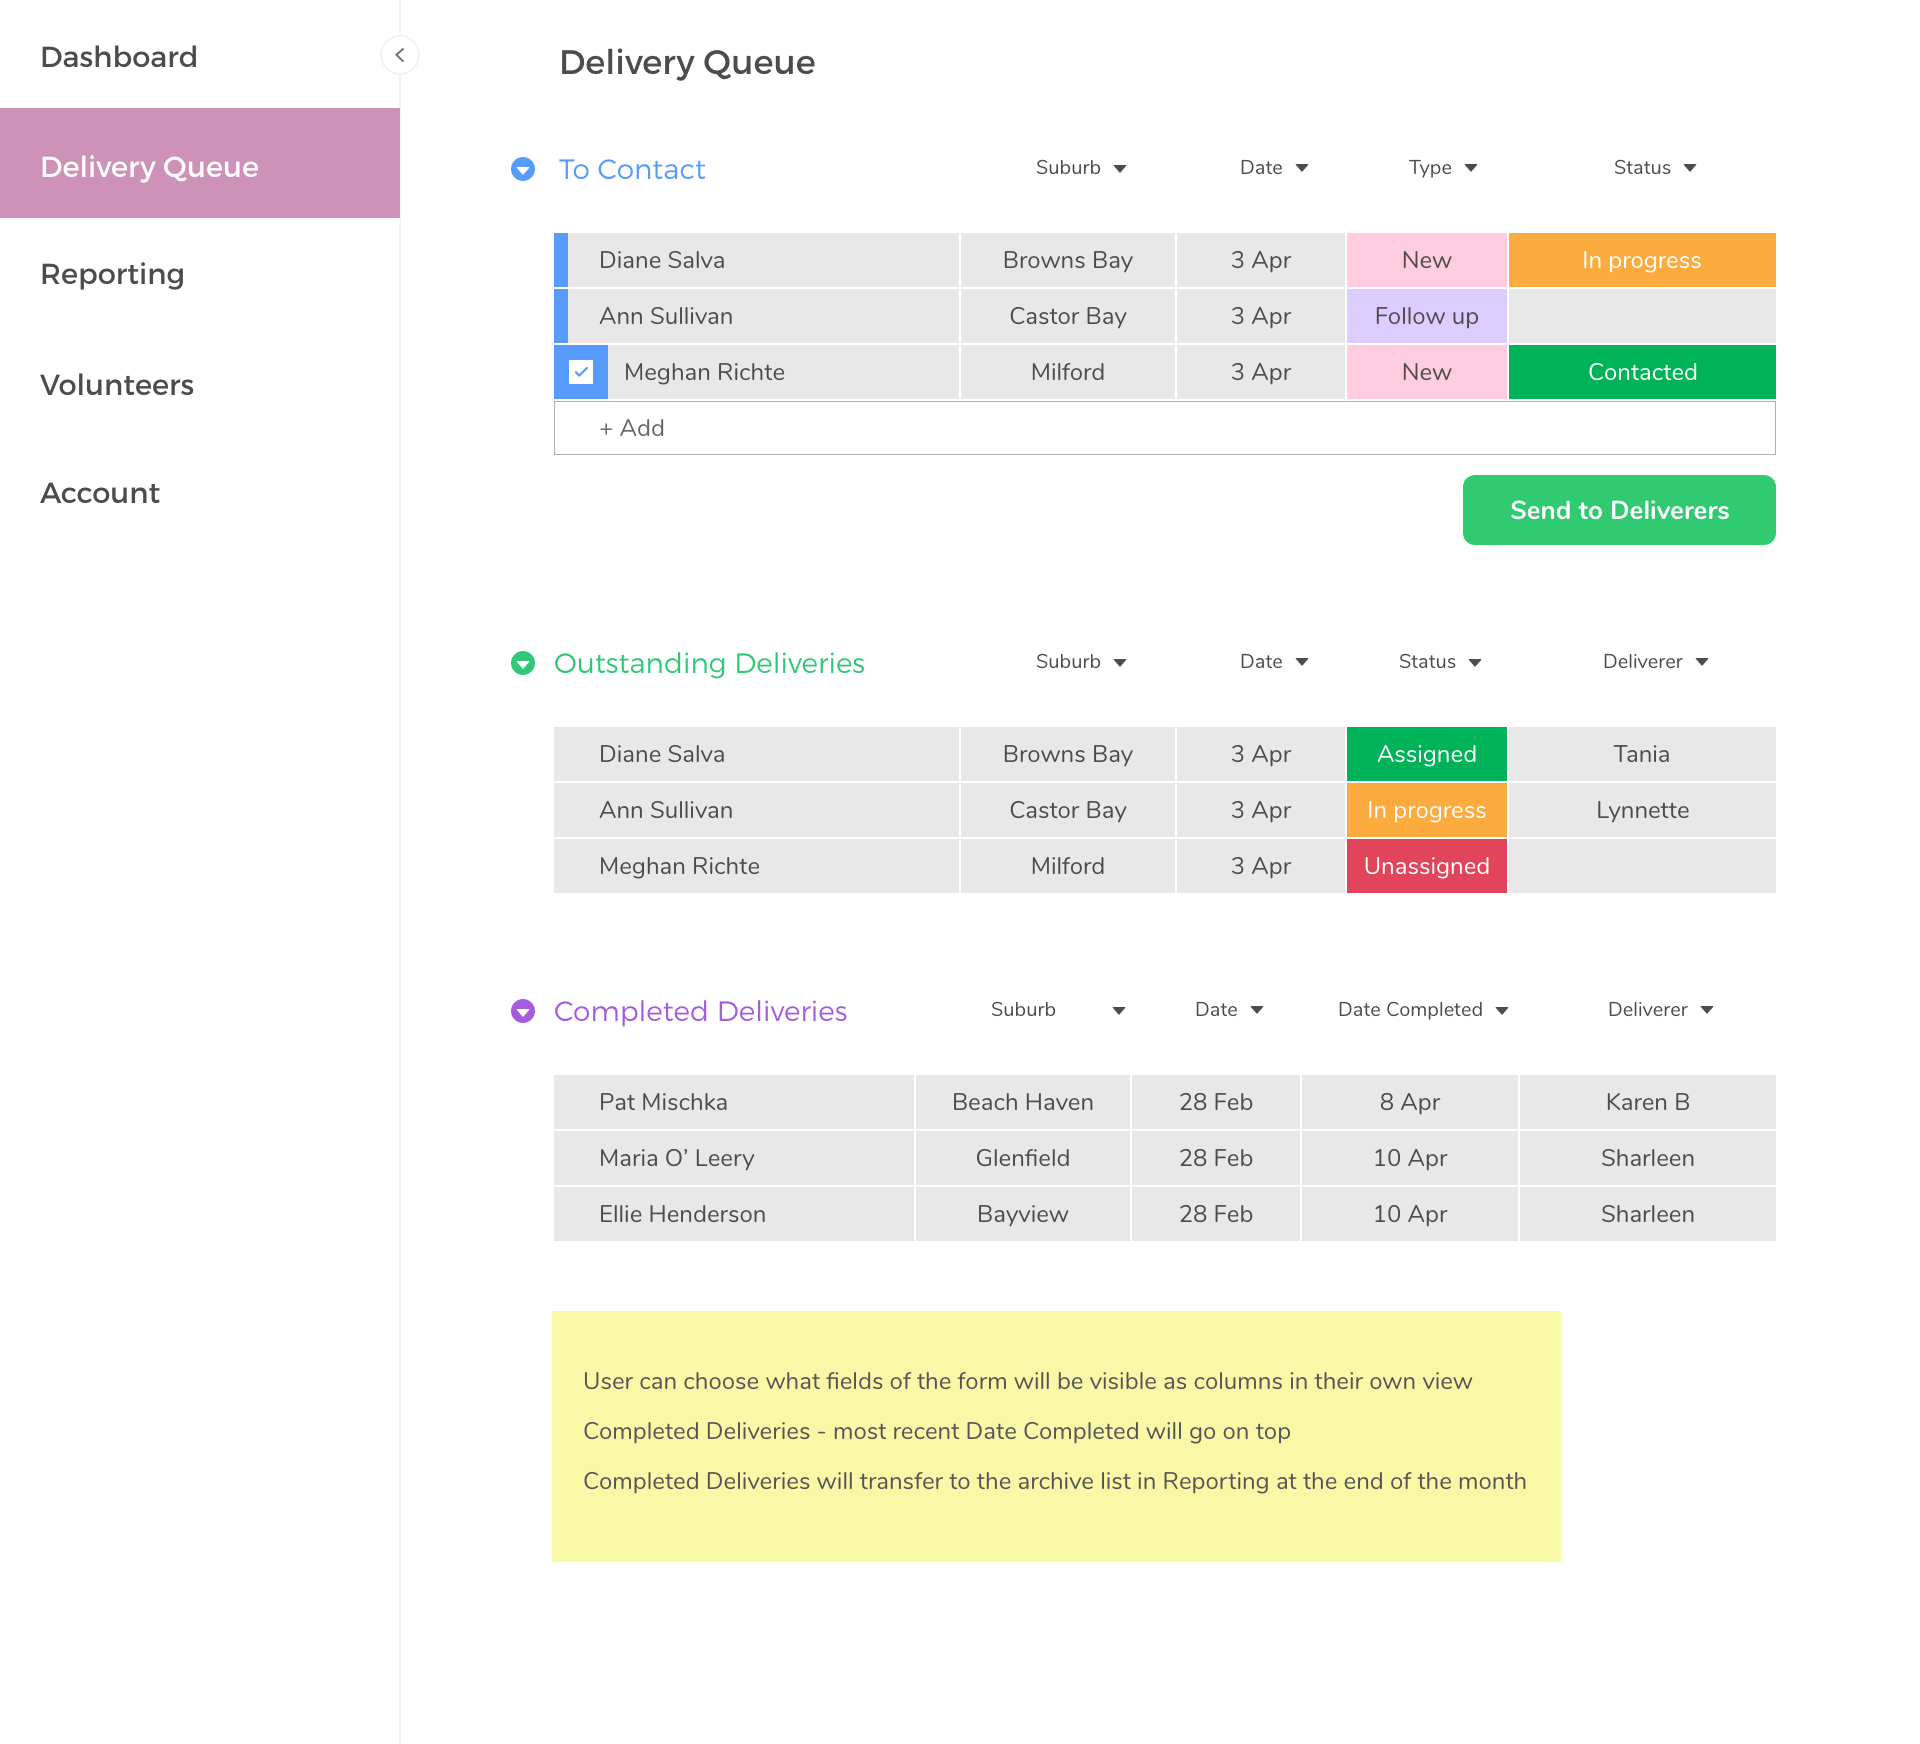 Dashboard
Delivery Queue
Reporting
Volunteers
Account
Delivery Queue
To Contact Suburb Date Type Status
Diane Salva Browns Bay 3 Apr New In progress
Ann Sullivan Castor Bay 3 Apr Follow up
Meghan Richte Milford 3 Apr New Contacted
+ Add
Send to Deliverers
Outstanding Deliveries Suburb Date Status Deliverer
Diane Salva Browns Bay 3 Apr Assigned Tania
Ann Sullivan Castor Bay 3 Apr In progress Lynnette
Meghan Richte Milford 3 Apr Unassigned
Completed Deliveries Suburb Date Date Completed Deliverer
Pat Mischka Beach Haven 28 Feb 8 Apr Karen B
Maria O’ Leery Glenfield 28 Feb 10 Apr Sharleen
Ellie Henderson Bayview 28 Feb 10 Apr Sharleen
User can choose what fields of the form will be visible as columns in their own view
Completed Deliveries - most recent Date Completed will go on top
Completed Deliveries will transfer to the archive list in Reporting at the end of the month